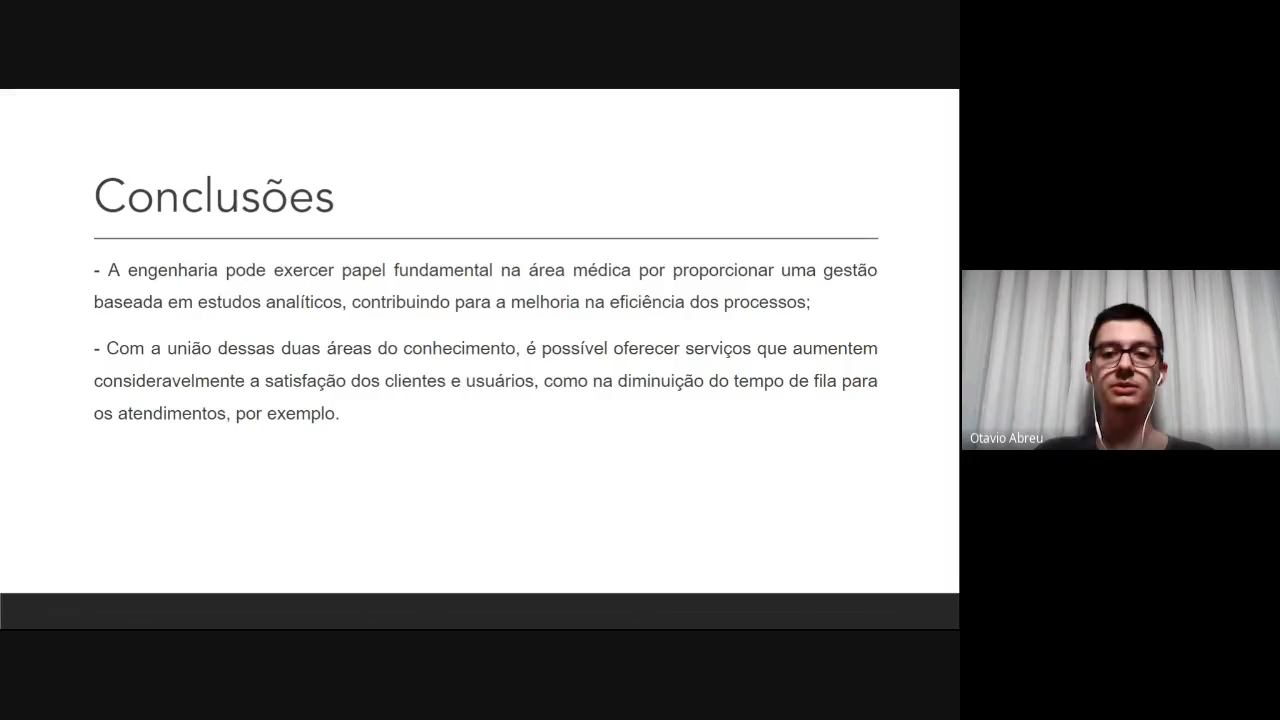 Conclusões
- A engenharia pode exercer papel fundamental na área médica por proporcionar uma gestão
baseada em estudos analíticos, contribuindo para a melhoria na eficiência dos processos;
- Com a união dessas duas áreas do conhecimento, é possível oferecer serviços que aumentem
consideravelmente a satisfação dos clientes e usuários, como na diminuição do tempo de fila para
os atendimentos, por exemplo.
Otavio Abreu